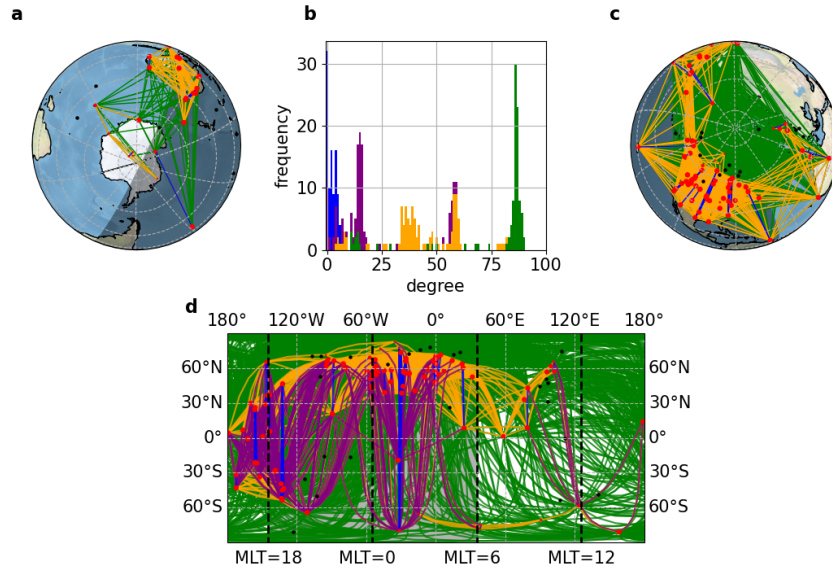 a
b
c
frequency
30
20
10
0
0
25
50
75
100
degree
d
180° 120°W 60°W 0° 60°E 120°E 180°
60°N 60°N
30°N 30°N
0° 0°
30°S 30°S
60°S 60°S
MLT=18 MLT=0 MLT=6 MLT=12